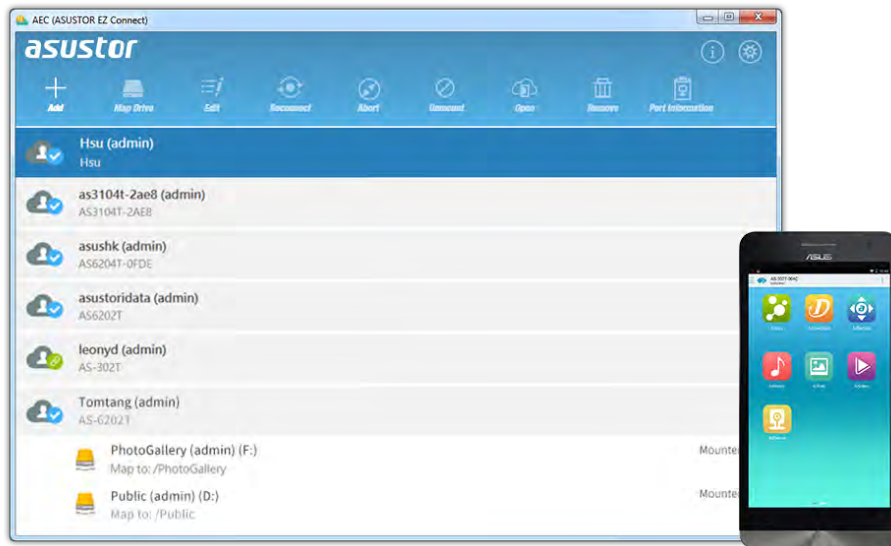 AEC (ASUSTOR EZ Connect)
asustor
Add
Map Drive
Edit
Reconnect
Abort
Unmount
Open
Remove
Port Information
Hsu (admin)
Hsu
as3104t-2ae8 (admin)
AS3104T-2AE8
asushk (admin)
AS6204T-0FDE
asustoridata (admin)
AS6202T
leonyd (admin)
AS-302T
Tomtang (admin)
AS-6202T
PhotoGallery (admin) (F:)
Mounte
Map to: /PhotoGallery
Public (admin) (D:)
Mounte
Map to: /Public
ASUS